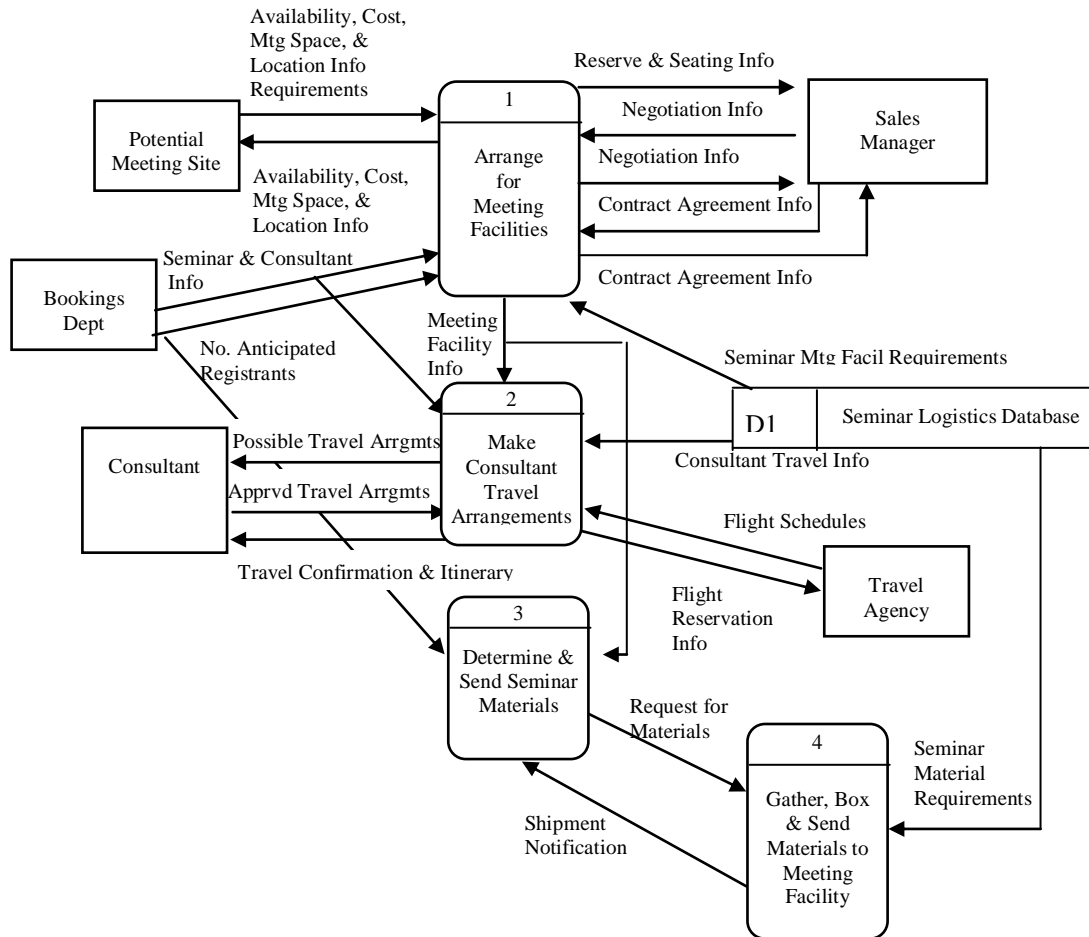 Availability, Cost,
Mtg Space, &
Location Info
Requirements
Reserve & Seating Info
1
Negotiation Info
Sales
Manager
Potential
Meeting Site
Arrange
for
Meeting
Facilities
Negotiation Info
Availability, Cost,
Mtg Space, &
Location Info
Contract Agreement Info
Seminar & Consultant
Info
Contract Agreement Info
Bookings
Dept
Meeting
Facility
Info
No. Anticipated
Registrants
Seminar Mtg Facil Requirements
2
D1
Seminar Logistics Database
Possible Travel Arrgmts
Make
Consultant
Travel
Arrangements
Consultant
Consultant Travel Info
Apprvd Travel Arrgmts
Flight Schedules
Travel Confirmation & Itinerary
Travel
Agency
Flight
Reservation
Info
3
Determine &
Send Seminar
Materials
Request for
Materials
4
Seminar
Material
Requirements
Gather, Box
& Send
Materials to
Meeting
Facility
Shipment
Notification